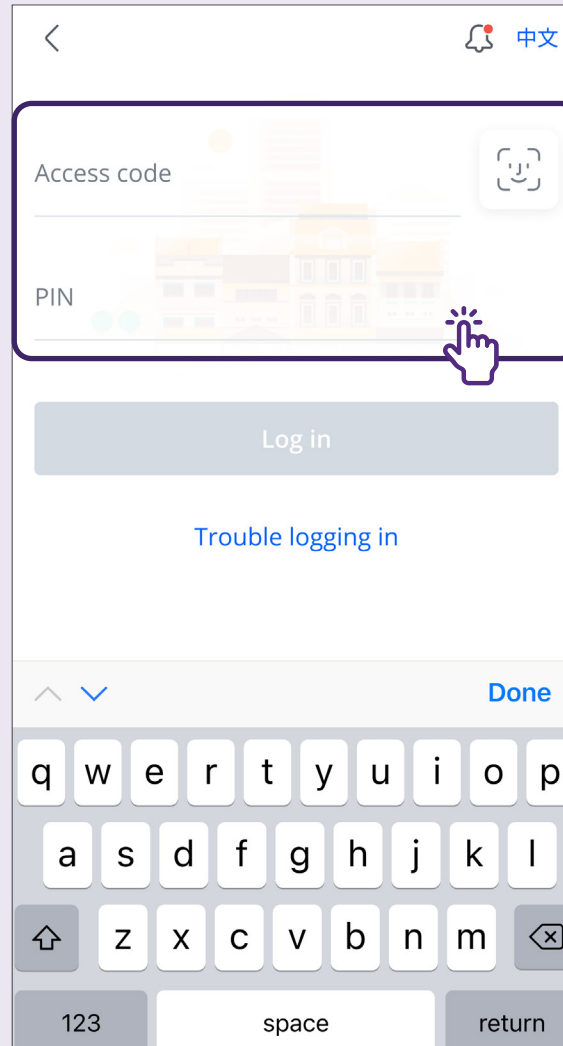 中文
Access code
PIN
Log in
Trouble logging in
Done
q w e r t y u i o p
a s d f g h j k l
z x c v b n m
123 space return